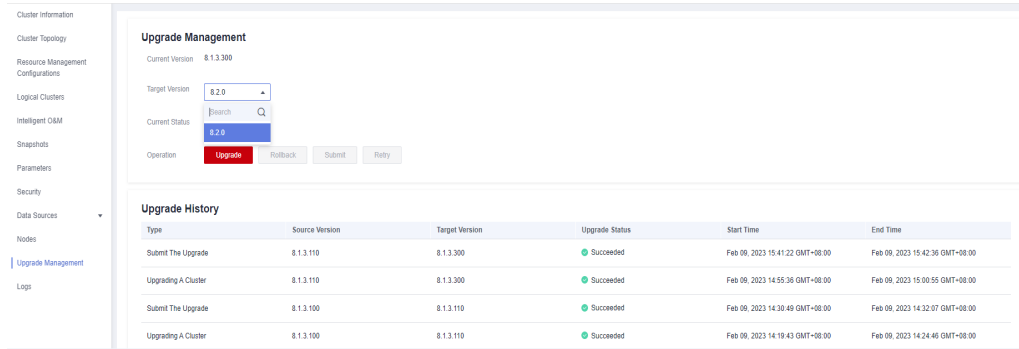 Cluster Information
Cluster Topology
Resource Management
Configurations
Logical Clusters
Intelligent O&M
Snapshots
Parameters
Security
Data Sources
Nodes
Upgrade Management
Logs
Upgrade Management
Current Version 8.1.3.300
Target Version 8.2.0
Search
Current Status
8.2.0
Operation Upgrade Rollback Submit Retry
Upgrade History
Type Source Version Target Version Upgrade Status Start Time End Time
Submit The Upgrade 8.1.3.110 8.1.3.300 Succeeded Feb 09, 2023 15:41:22 GMT+08:00 Feb 09, 2023 15:42:36 GMT+08:00
Upgrading A Cluster 8.1.3.110 8.1.3.300 Succeeded Feb 09, 2023 14:55:36 GMT+08:00 Feb 09, 2023 15:00:55 GMT+08:00
Submit The Upgrade 8.1.3.100 8.1.3.110 Succeeded Feb 09, 2023 14:30:49 GMT+08:00 Feb 09, 2023 14:32:07 GMT+08:00
Upgrading A Cluster 8.1.3.100 8.1.3.110 Succeeded Feb 09, 2023 14:19:43 GMT+08:00 Feb 09, 2023 14:24:46 GMT+08:00